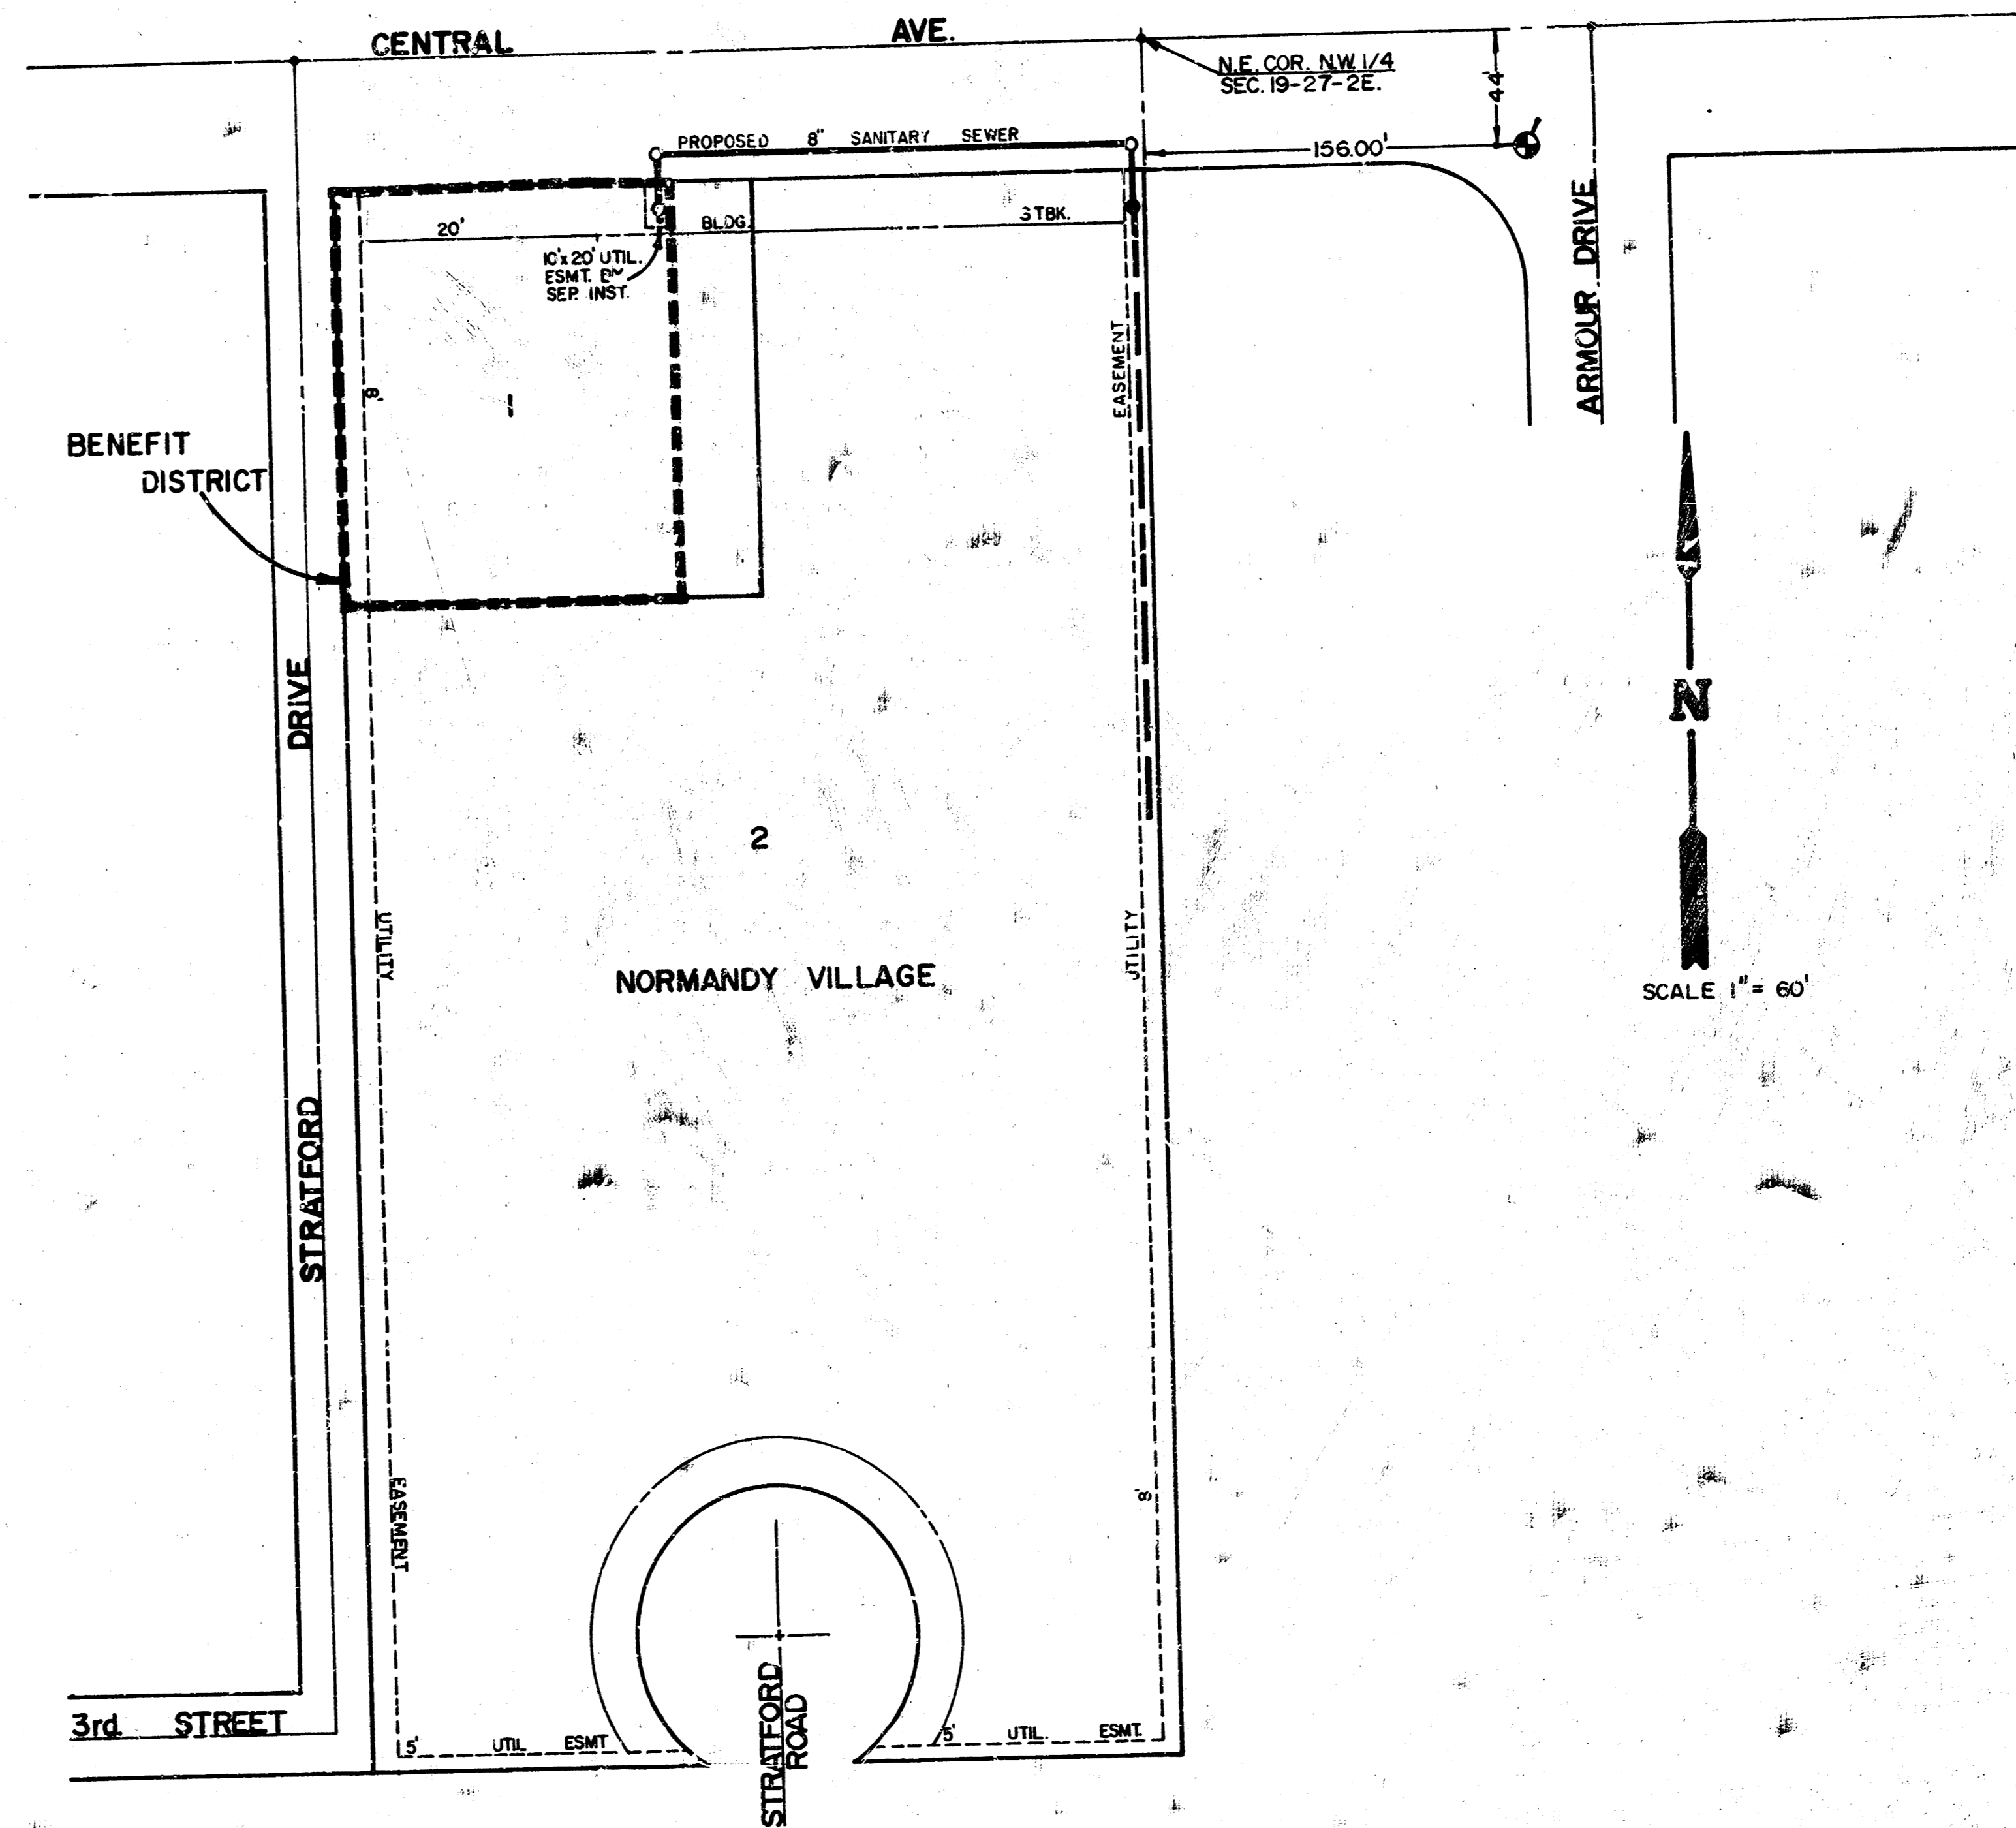 CENTRAL AVE.
N.E. COR. N.W. 1/4
SEC. 19-27-2E.
44'
PROPOSED 8" SANITARY SEWER
156.00'
20' BLDG. STBK.
10'x20' UTIL.
ESMT. BY
SEP. INST.
ARMOUR DRIVE
EASEMENT
8'
1
BENEFIT
DISTRICT
DRIVE
N
2
UTILITY
UTILITY
NORMANDY VILLAGE
SCALE 1"= 60'
STRATFORD
EASEMENT
8'
STRATFORD
ROAD
3rd STREET
5' UTIL ESMT
5' UTIL. ESMT.